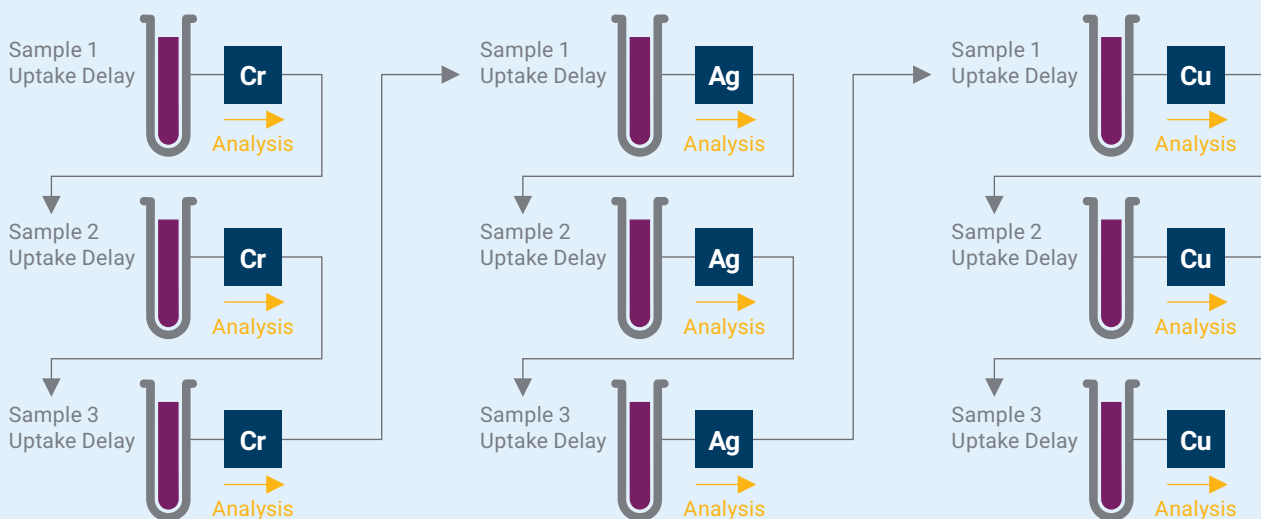 Sample 1
Uptake Delay
Cr
Analysis
Sample 2
Uptake Delay
Cr
Analysis
Sample 3
Uptake Delay
Cr
Analysis
Sample 1
Uptake Delay
Ag
Analysis
Sample 2
Uptake Delay
Ag
Analysis
Sample 3
Uptake Delay
Ag
Analysis
Sample 1
Uptake Delay
Cu
Analysis
Sample 2
Uptake Delay
Cu
Analysis
Sample 3
Uptake Delay
Cu
Analysis